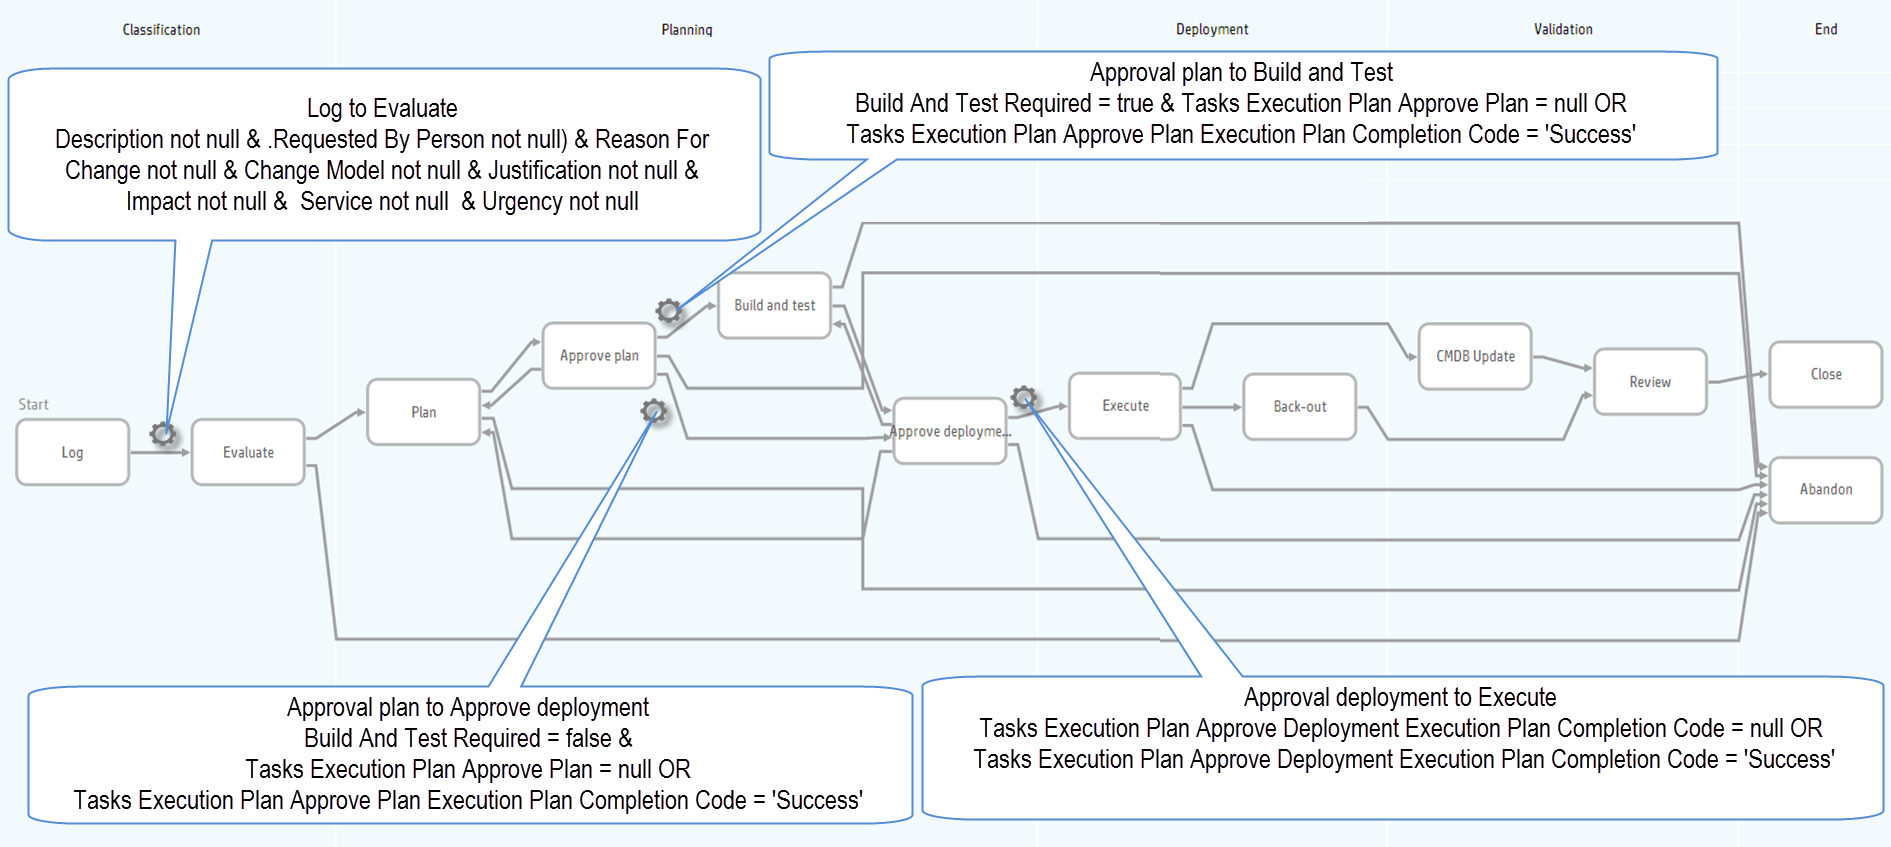 Classification
Planning
Deployment
Validation
End
Log to Evaluate
Description not null & .Requested By Person not null) & Reason For
Change not null & Change Model not null & Justification not null &
Impact not null & Service not null & Urgency not null
Approval plan to Build and Test
Build And Test Required = true & Tasks Execution Plan Approve Plan = null OR
Tasks Execution Plan Approve Plan Execution Plan Completion Code = 'Success'
Start
Log
Evaluate
Plan
Approve plan
Build and test
Approve deployme...
Execute
Back-out
CMDB Update
Review
Close
Abandon
Approval plan to Approve deployment
Build And Test Required = false &
Tasks Execution Plan Approve Plan = null OR
Tasks Execution Plan Approve Plan Execution Plan Completion Code = 'Success'
Approval deployment to Execute
Tasks Execution Plan Approve Deployment Execution Plan Completion Code = null OR
Tasks Execution Plan Approve Deployment Execution Plan Completion Code = 'Success'